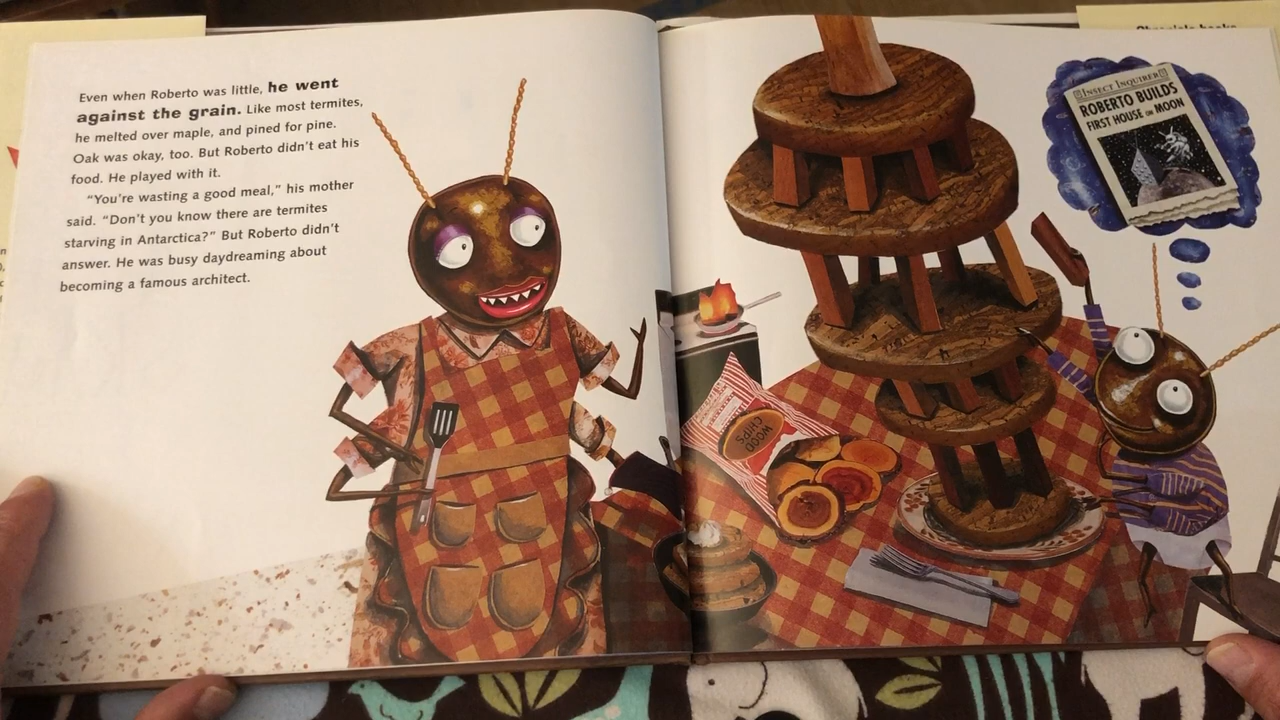 Even when Roberto was little, he went
against the grain. Like most termites,
he melted over maple, and pined for pine.
Oak was okay, too. But Roberto didn't eat his
food. He played with it.
"You're wasting a good meal," his mother
said. "Don't you know there are termites
starving in Antarctica?" But Roberto didn't
answer. He was busy daydreaming about
becoming a famous architect.
INSECT INQUIRER
ROBERTO BUILDS
FIRST HOUSE ON MOON
WOOD
CHIPS